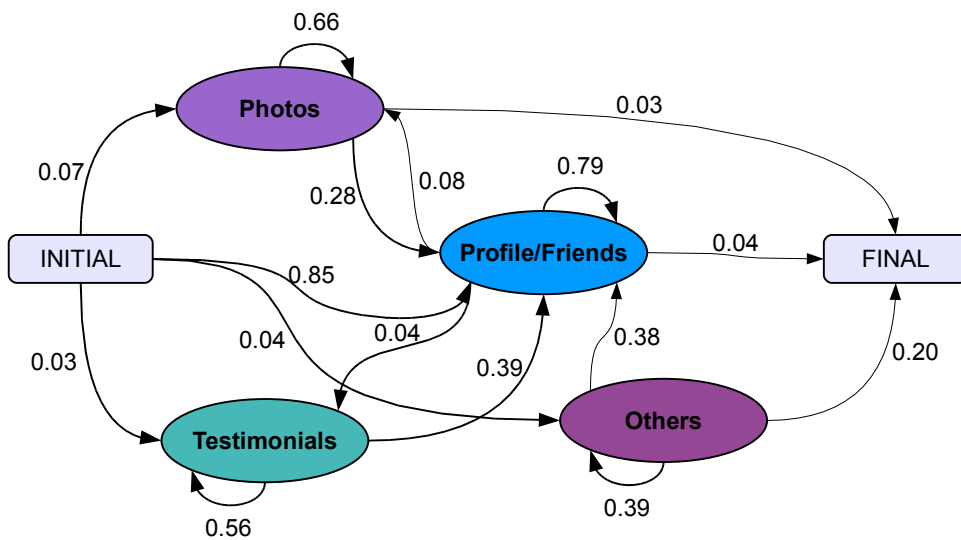 0.66
Photos
0.03
0.07
0.28
0.08
0.79
Profile/Friends
0.04
INITIAL
FINAL
0.85
0.04
0.04
0.38
0.03
0.39
0.20
Testimonials
Others
0.56
0.39